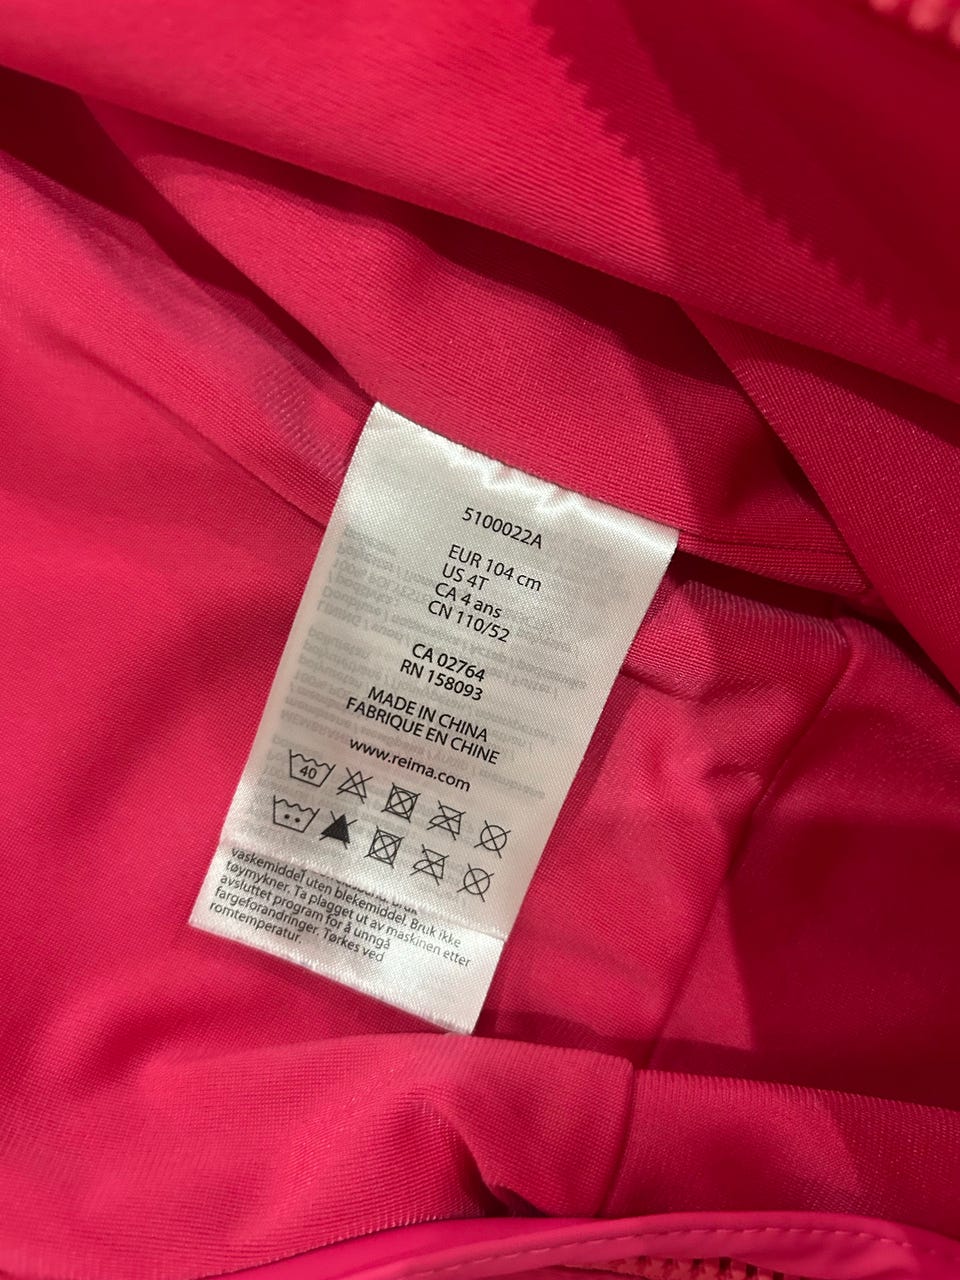 5100022A
EUR 104 cm
US 4T
CA 4 ans
CN 110/52
CA 02764
RN 158093
MADE IN CHINA
FABRIQUE EN CHINE
www.reima.com
40
vaskemiddel uten blekemiddel. Bruk ikke
tøymykner. Ta plagget ut av maskinen etter
avsluttet program for å unngå
fargeforandringer. Tørkes ved
romtemperatur.